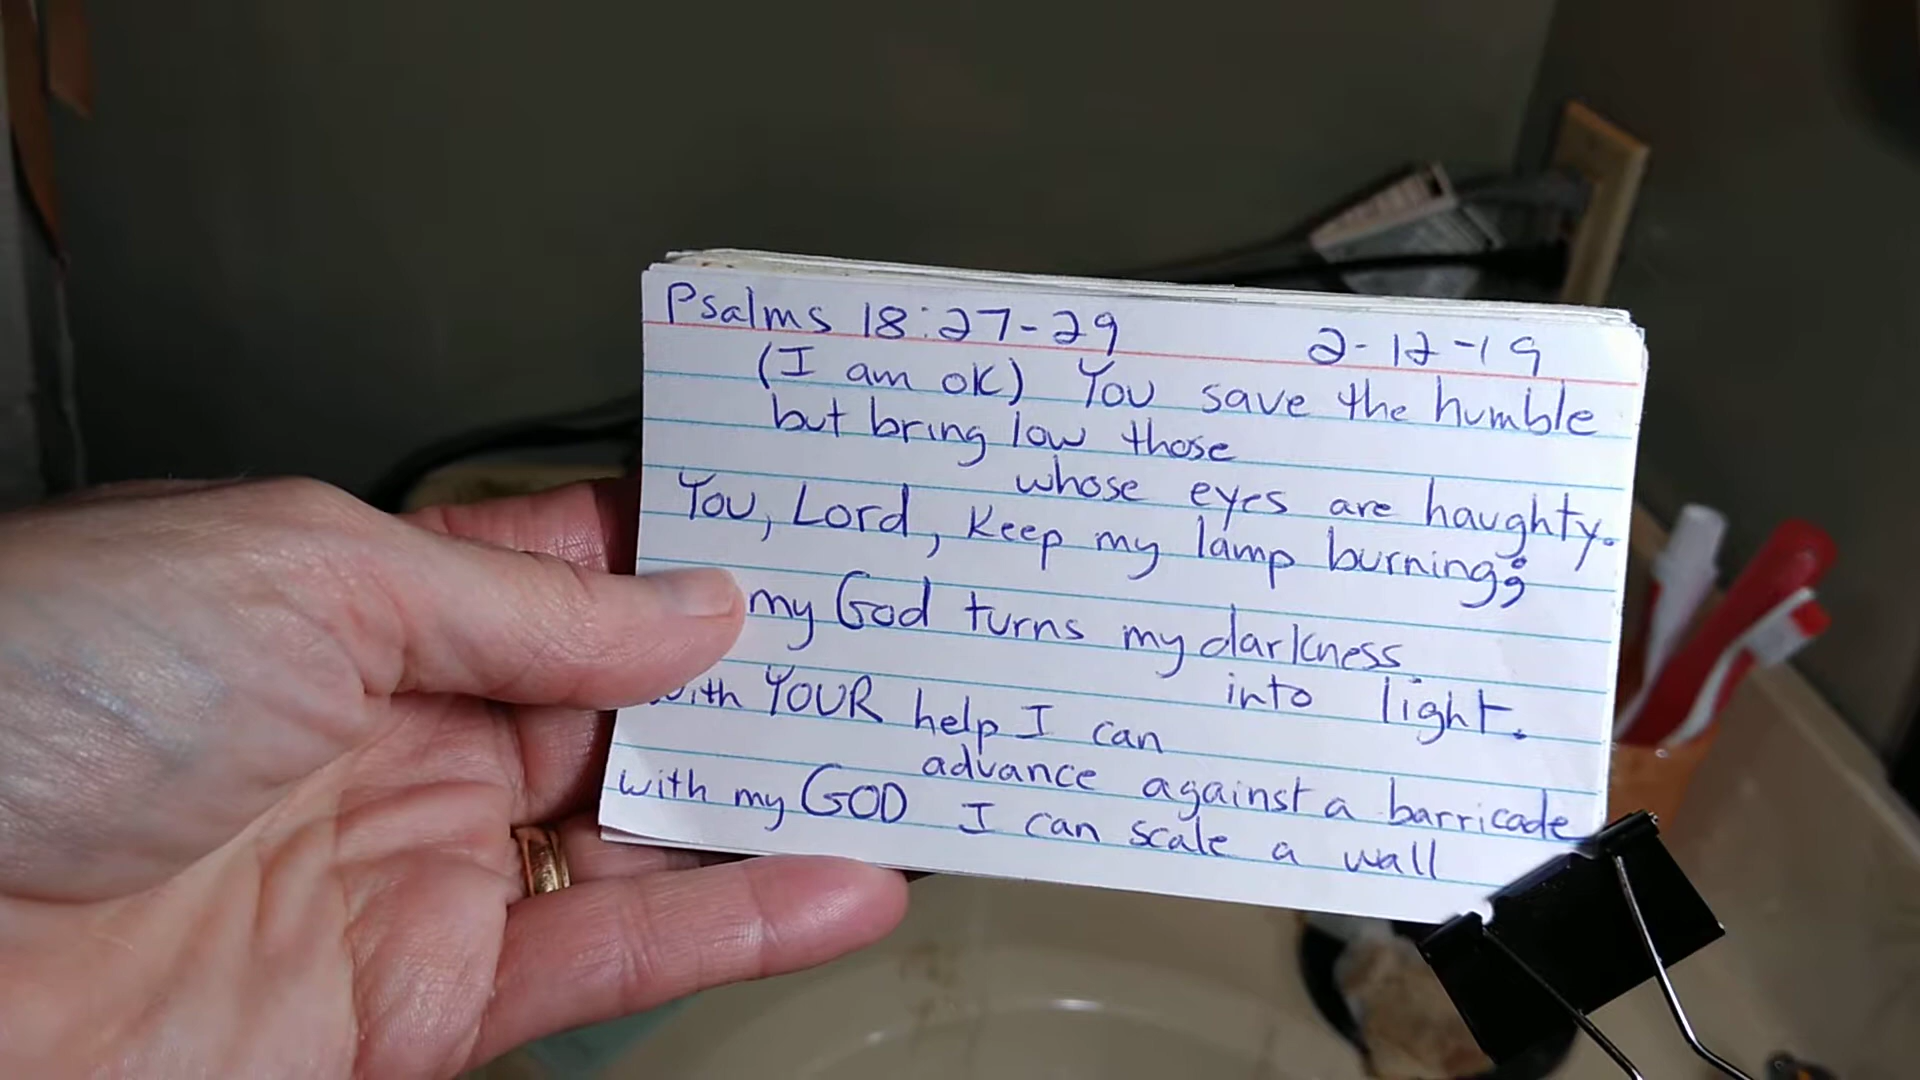 Psalms 18:27-29 2-12-19
(I am ok) You save the humble
but bring low those
whose eyes are haughty.
You, Lord, keep my lamp burning;
my God turns my darkness
into light.
with YOUR help I can
advance against a barricade
with my GOD I can scale a wall